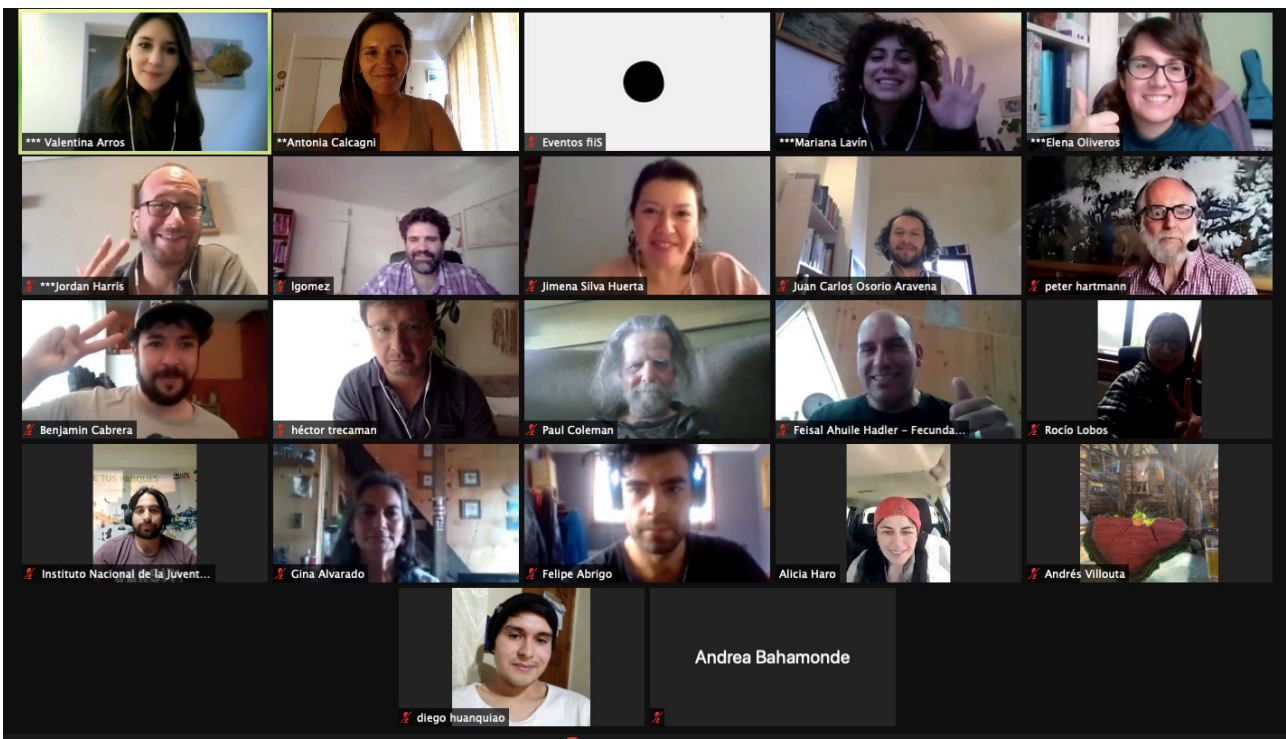 *** Valentina Arros
**Antonia Calcagni
Eventos fiiS
***Mariana Lavín
***Elena Oliveros
***Jordan Harris
lgomez
Jimena Silva Huerta
Juan Carlos Osorio Aravena
peter hartmann
Benjamin Cabrera
héctor trecaman
Paul Coleman
Feisal Ahuile Hadler – Fecunda...
Rocío Lobos
E TUS PARQUES
Instituto Nacional de la Juvent...
Gina Alvarado
Felipe Abrigo
Alicia Haro
Andrés Villouta
diego huanquiao
Andrea Bahamonde